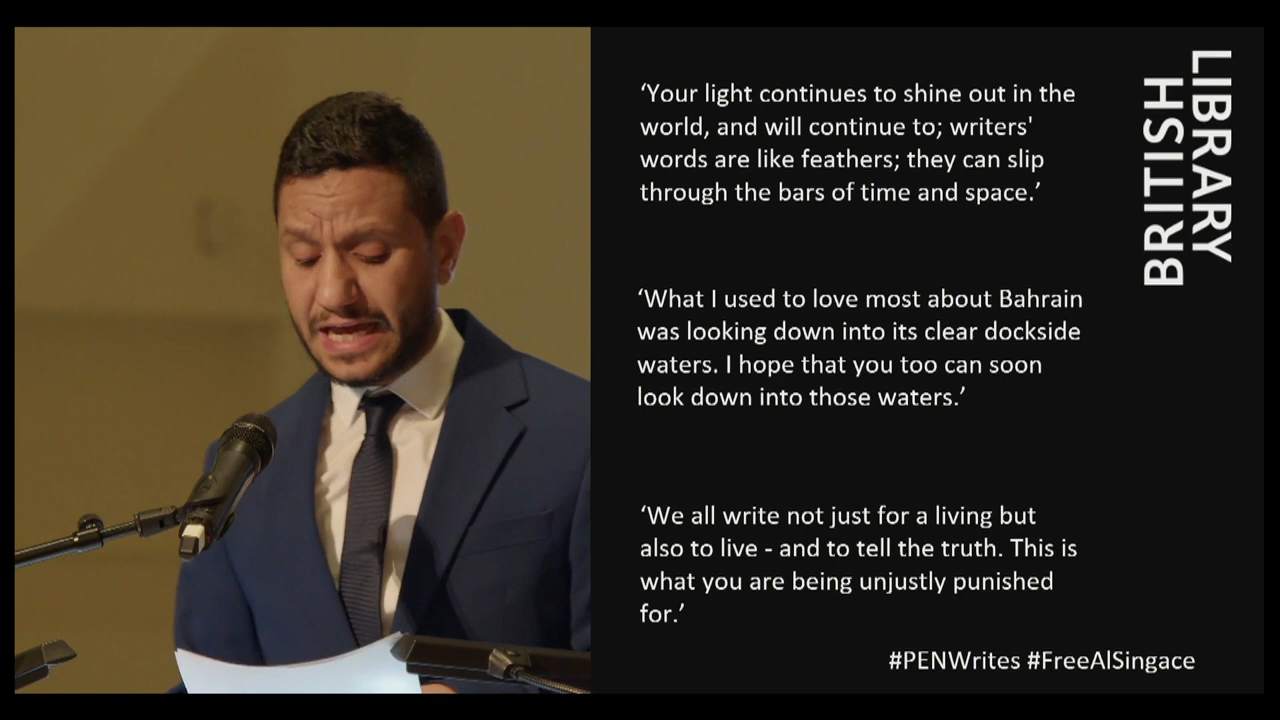 ‘Your light continues to shine out in the
world, and will continue to; writers'
words are like feathers; they can slip
through the bars of time and space.’
‘What I used to love most about Bahrain
was looking down into its clear dockside
waters. I hope that you too can soon
look down into those waters.’
‘We all write not just for a living but
also to live - and to tell the truth. This is
what you are being unjustly punished
for.’
#PENWrites #FreeAlSingace
BRITISH
LIBRARY